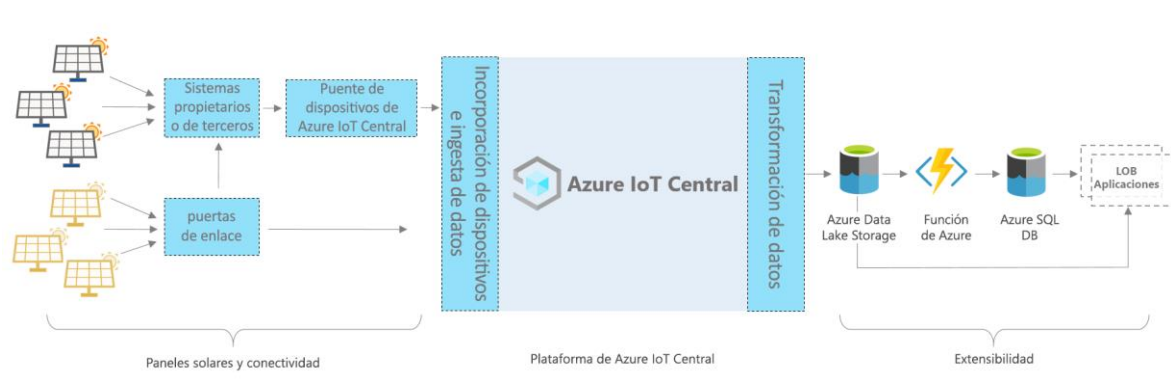 Sistemas
propietarios
o de terceros
Puente de
dispositivos de
Azure IoT Central
puertas
de enlace
Incorporación de dispositivos
e ingesta de datos
Azure IoT Central
Transformación de datos
Azure Data
Lake Storage
Función
de Azure
Azure SQL
DB
LOB
Aplicaciones
Paneles solares y conectividad
Plataforma de Azure IoT Central
Extensibilidad